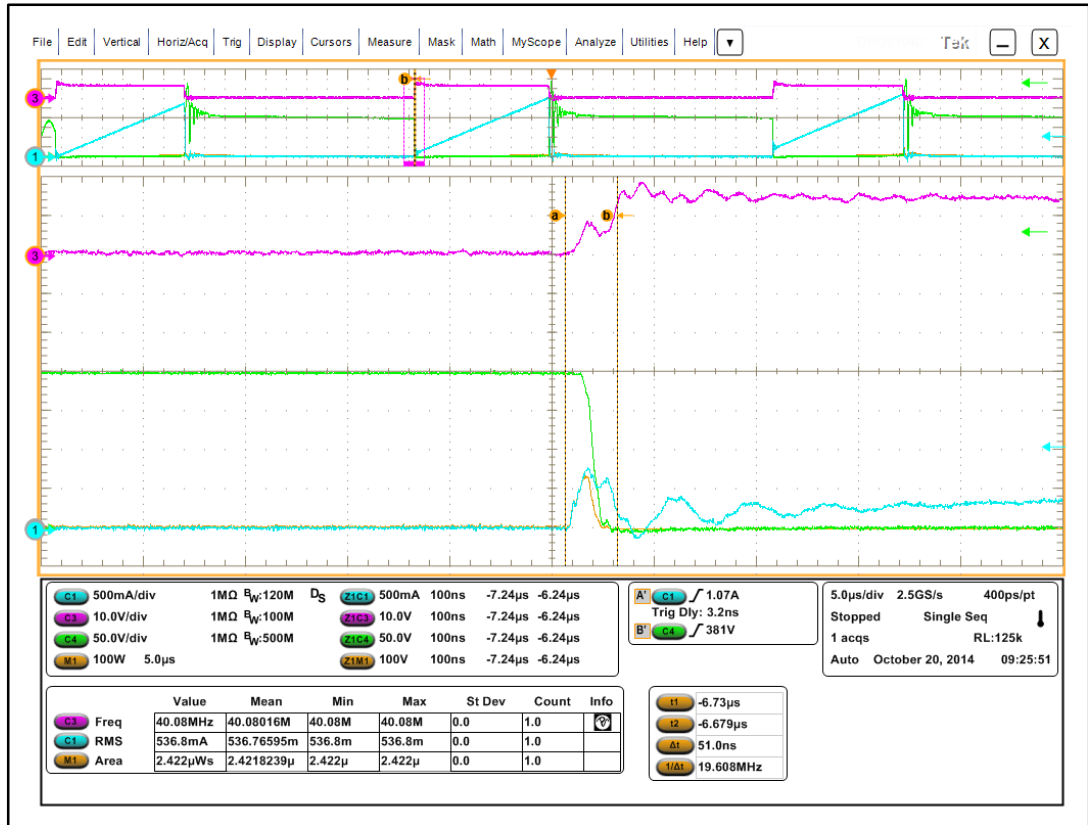 File Edit Vertical Horiz/Acq Trig Display Cursors Measure Mask Math MyScope Analyze Utilities Help ▼ Tek X
b
3
1
a b
3
1
C1 500mA/div 1MΩ BW:120M DS Z1C1 500mA 100ns -7.24µs -6.24µs
C3 10.0V/div 1MΩ BW:100M Z1C3 10.0V 100ns -7.24µs -6.24µs
C4 50.0V/div 1MΩ BW:500M Z1C4 50.0V 100ns -7.24µs -6.24µs
M1 100W 5.0µs Z1M1 100V 100ns -7.24µs -6.24µs
A' C1 1.07A
Trig Dly: 3.2ns
B' C4 381V
5.0µs/div 2.5GS/s 400ps/pt
Stopped Single Seq
1 acqs RL:125k
Auto October 20, 2014 09:25:51
Value Mean Min Max St Dev Count Info
C3 Freq 40.08MHz 40.08016M 40.08M 40.08M 0.0 1.0
C1 RMS 536.8mA 536.76595m 536.8m 536.8m 0.0 1.0
M1 Area 2.422µWs 2.4218239µ 2.422µ 2.422µ 0.0 1.0
t1 -6.73µs
t2 -6.679µs
Δt 51.0ns
1/Δt 19.608MHz